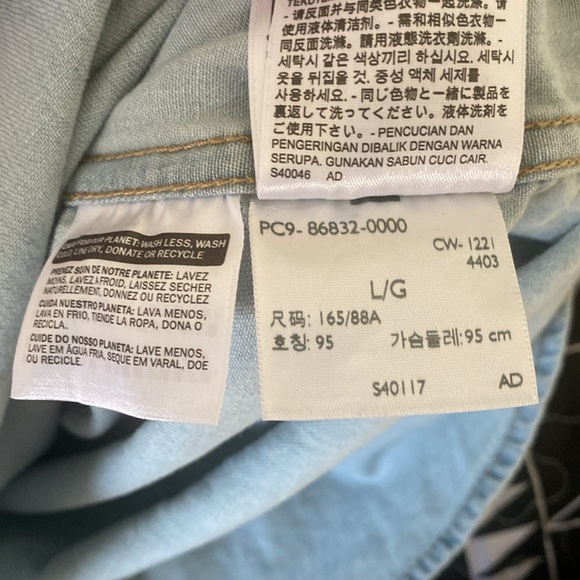 - 请反面并与同类色衣物一起洗涤。请
使用液体清洁剂。- 需和相似色衣物一
同反面洗滌。請用液態洗衣劑洗滌。-
세탁시 같은 색상끼리 하십시요. 세탁시
옷을 뒤집을 것. 중성 액체 세제를
사용하세요. - 同じ色物と一緒に製品を
裏返して洗ってください。液体洗剤をご使用下さい。- PENCUCIAN DAN
PENGERINGAN DIBALIK DENGAN WARNA
SERUPA. GUNAKAN SABUN CUCI CAIR.
S40046 AD
CARE FOR OUR PLANET: WASH LESS, WASH
COLD, LINE DRY, DONATE OR RECYCLE
PRENEZ SOIN DE NOTRE PLANETE: LAVEZ
MOINS, LAVEZ À FROID, LAISSEZ SECHER
NATURELLEMENT, DONNEZ OU RECYCLEZ
CUIDA NUESTRO PLANETA: LAVA MENOS,
LAVA EN FRIO, TIENDE LA ROPA, DONA O
RECICLA.
CUIDE DO NOSSO PLANETA: LAVE MENOS,
LAVE EM ÁGUA FRIA, SEQUE EM VARAL, DOE
OU RECICLE.
PC9- 86832-0000
CW- 1221
4403
L/G
尺码: 165/88A
호칭: 95 가슴둘레:95 cm
S40117 AD